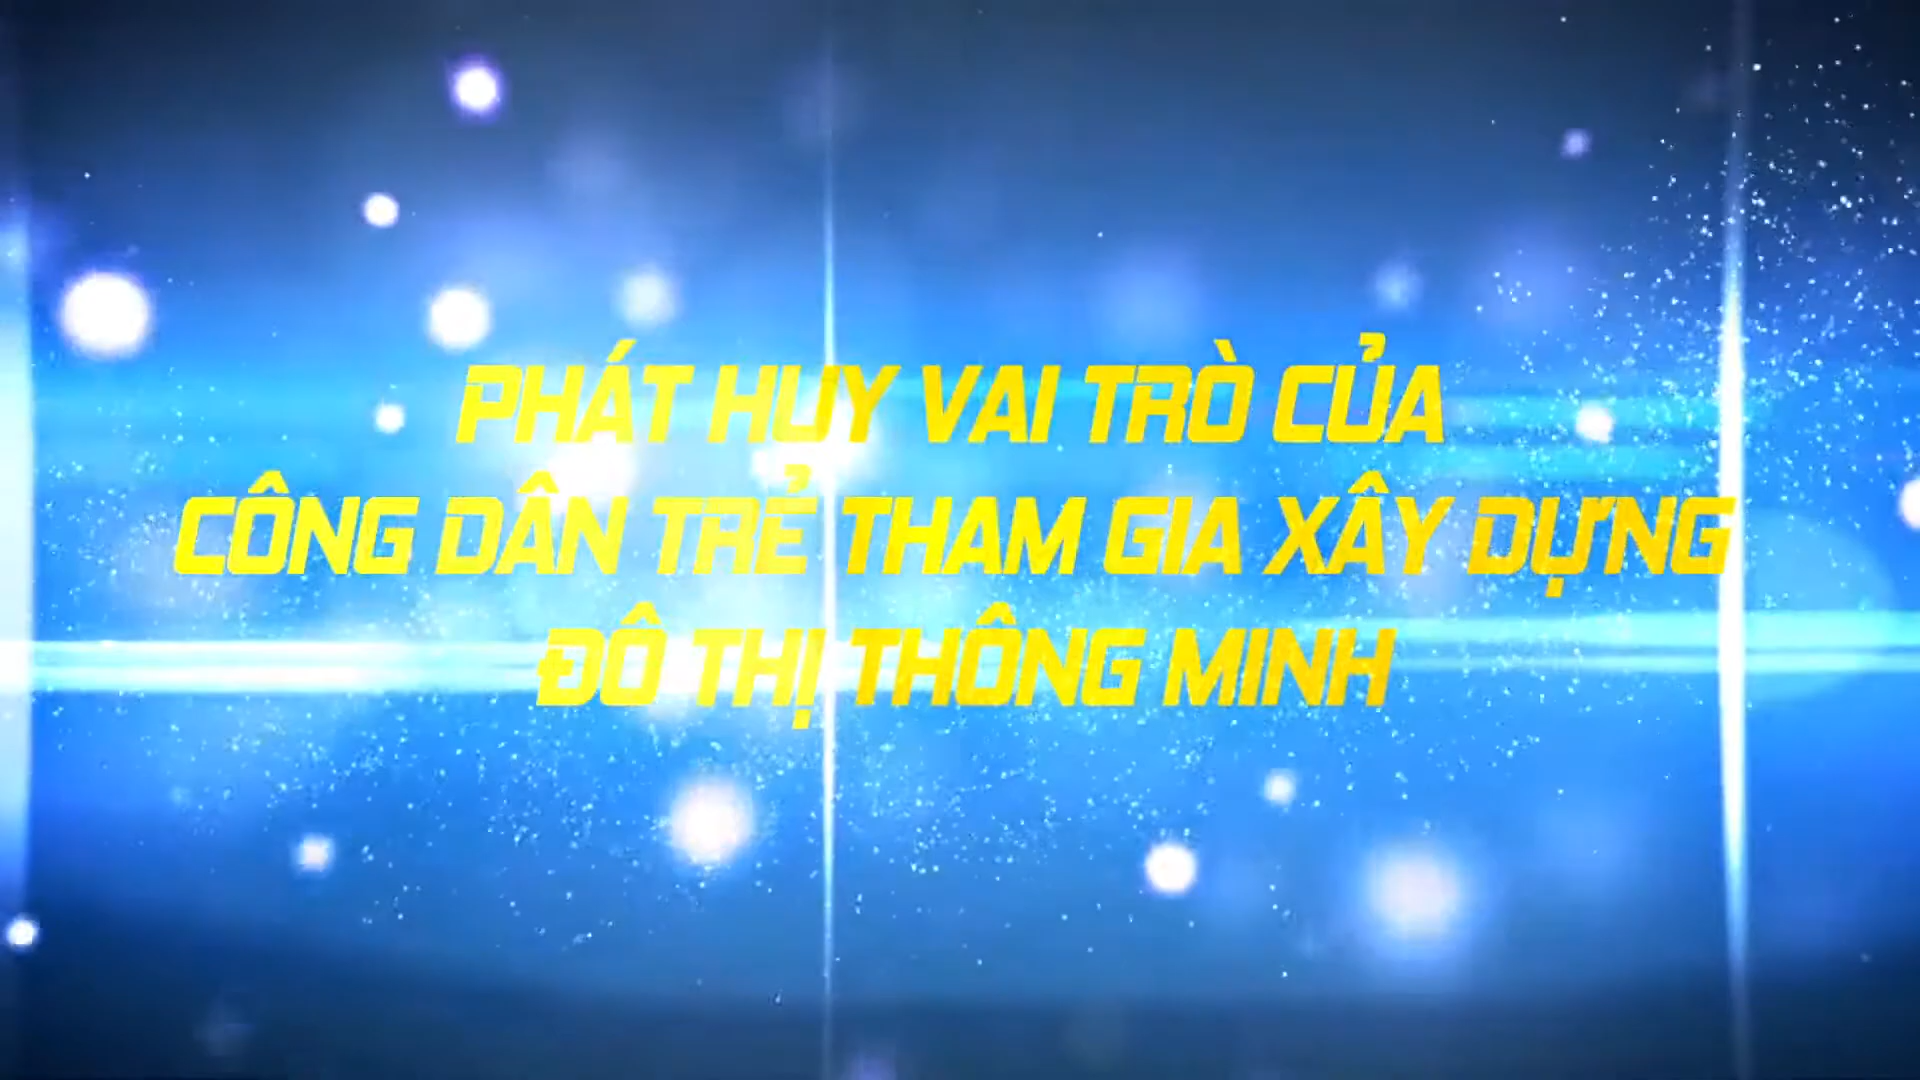 PHÁT HUY VAI TRÒ CỦA
CÔNG DÂN TRẺ THAM GIA XÂY DỰNG
ĐÔ THỊ THÔNG MINH